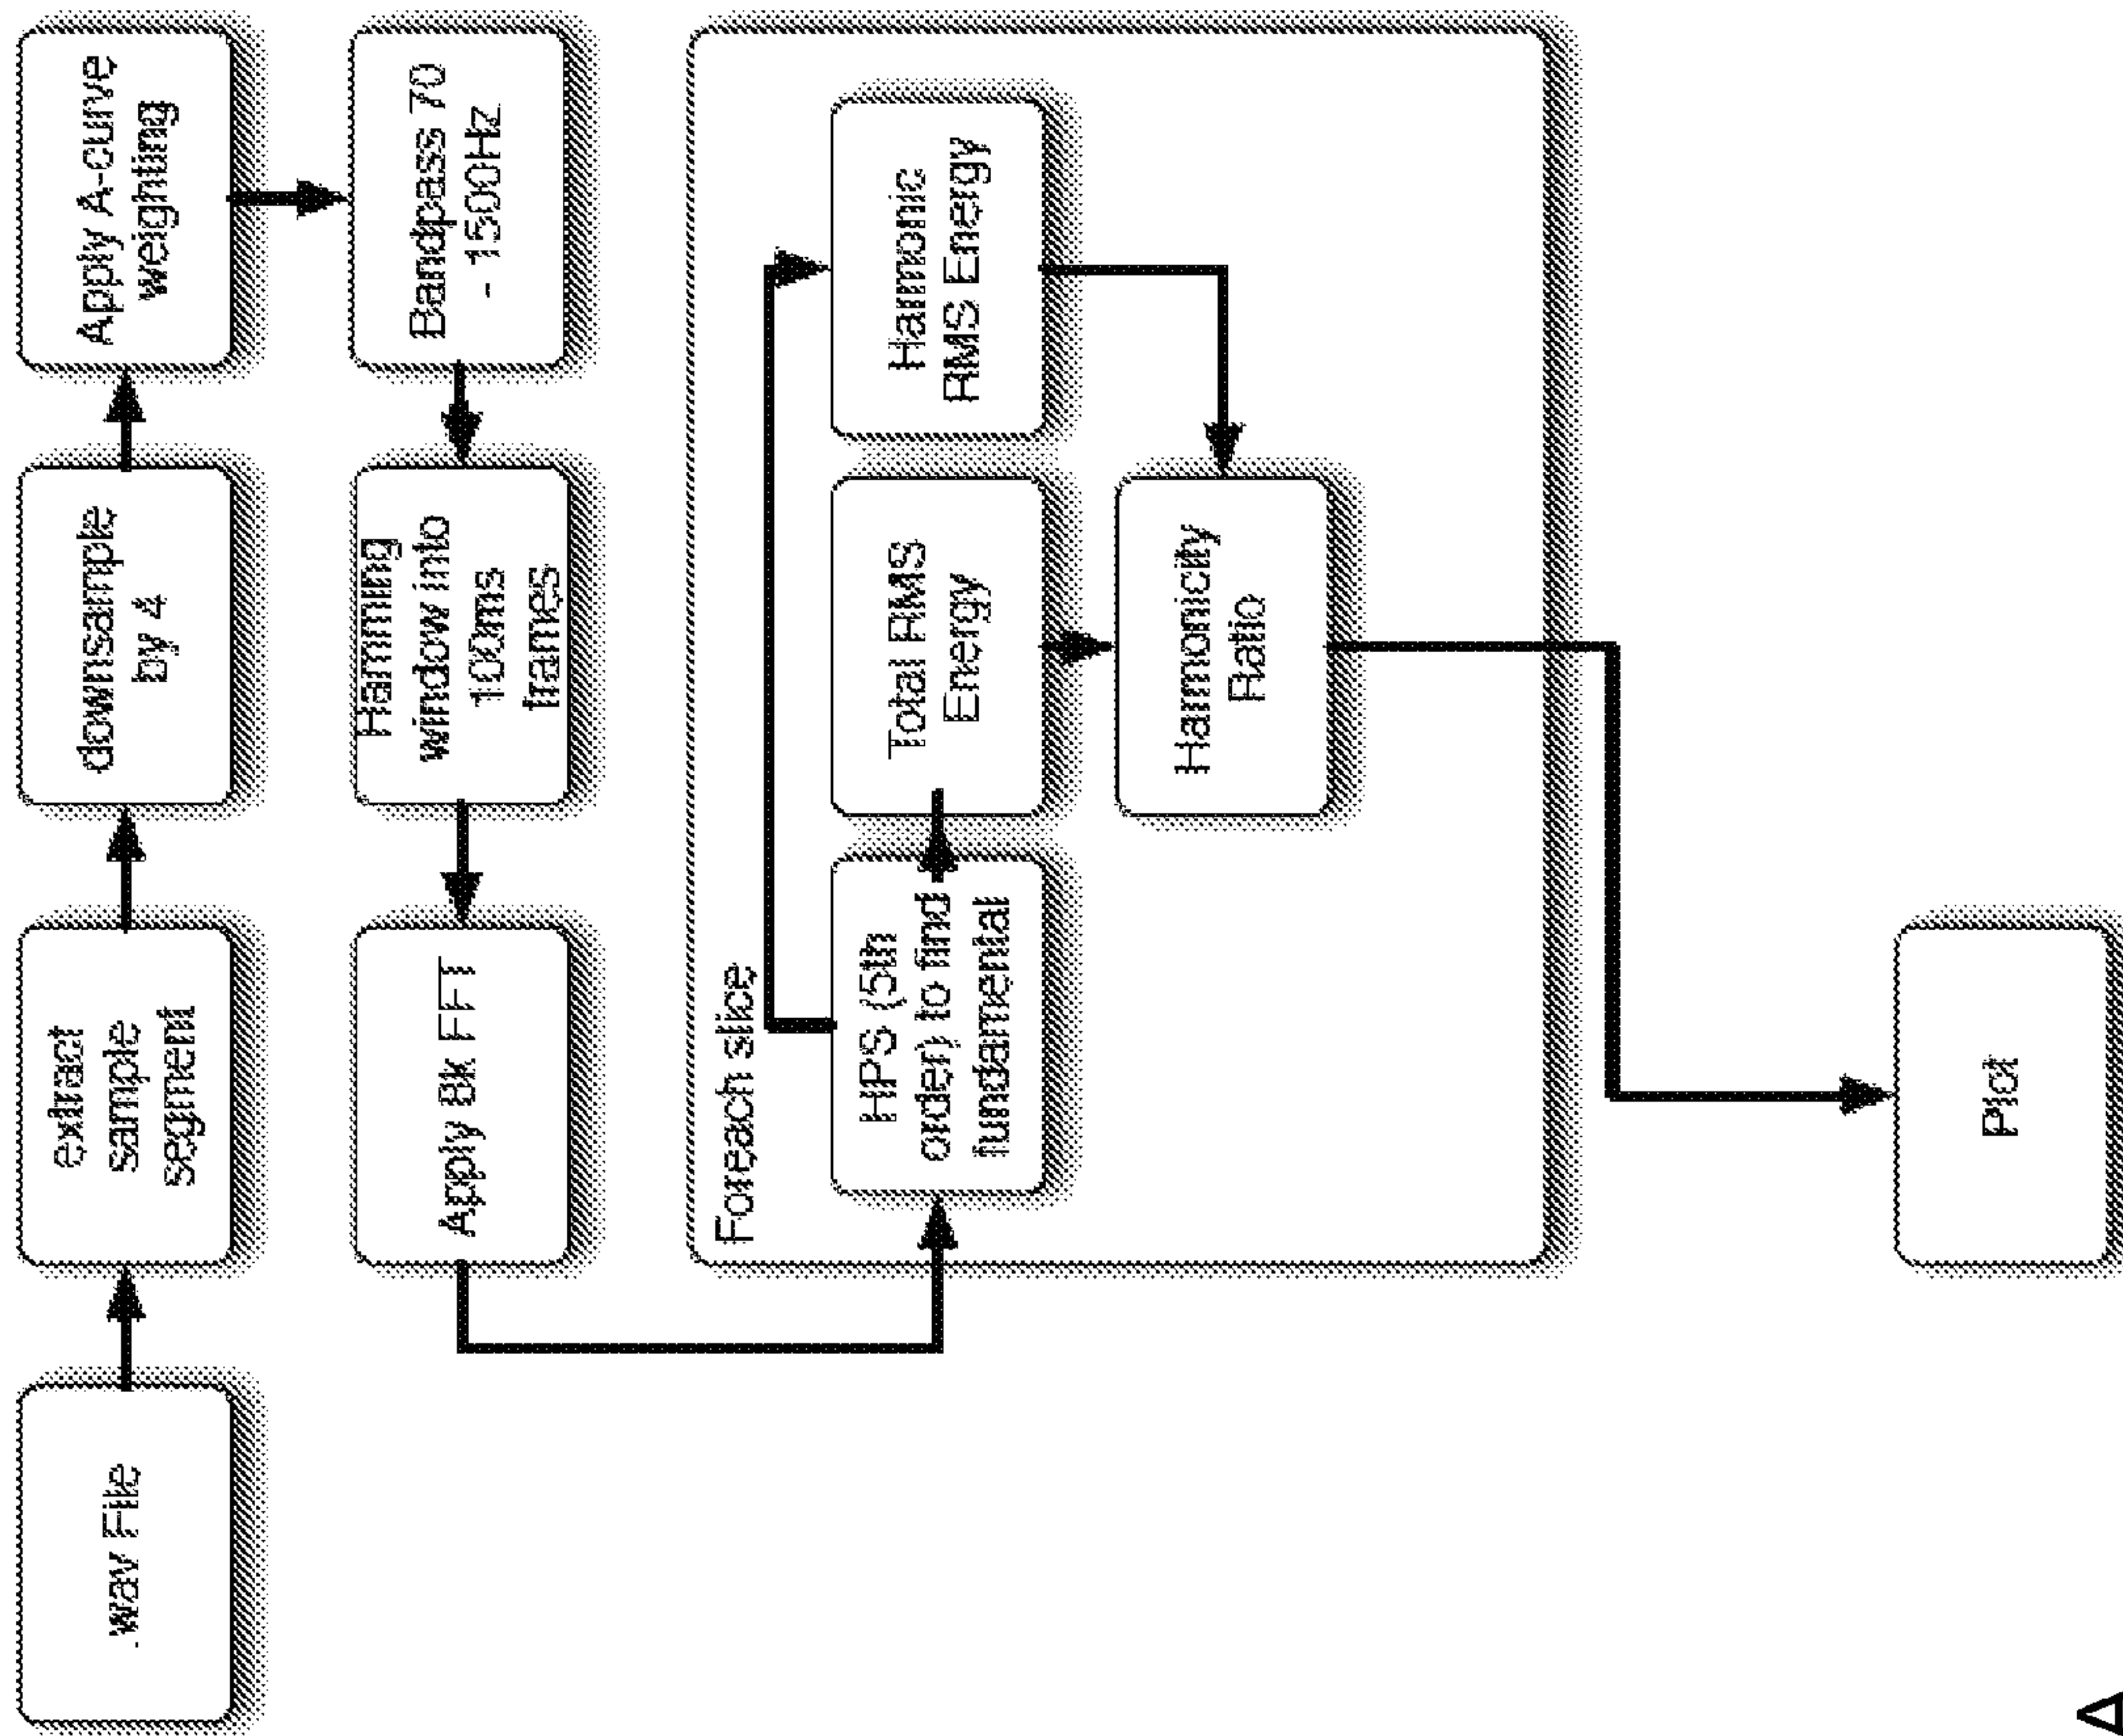 .wav File
extract
sample
segment
downsample
by 4
Apply A-curve
weighting
Bandpass 70
- 1500Hz
Hamming
window into
100ms
frames
Apply 8k FFT
Foreach slice
HPS (5th
order) to find
fundamental
Total RMS
Energy
Harmonic
RMS Energy
Harmonicity
Ratio
Plot